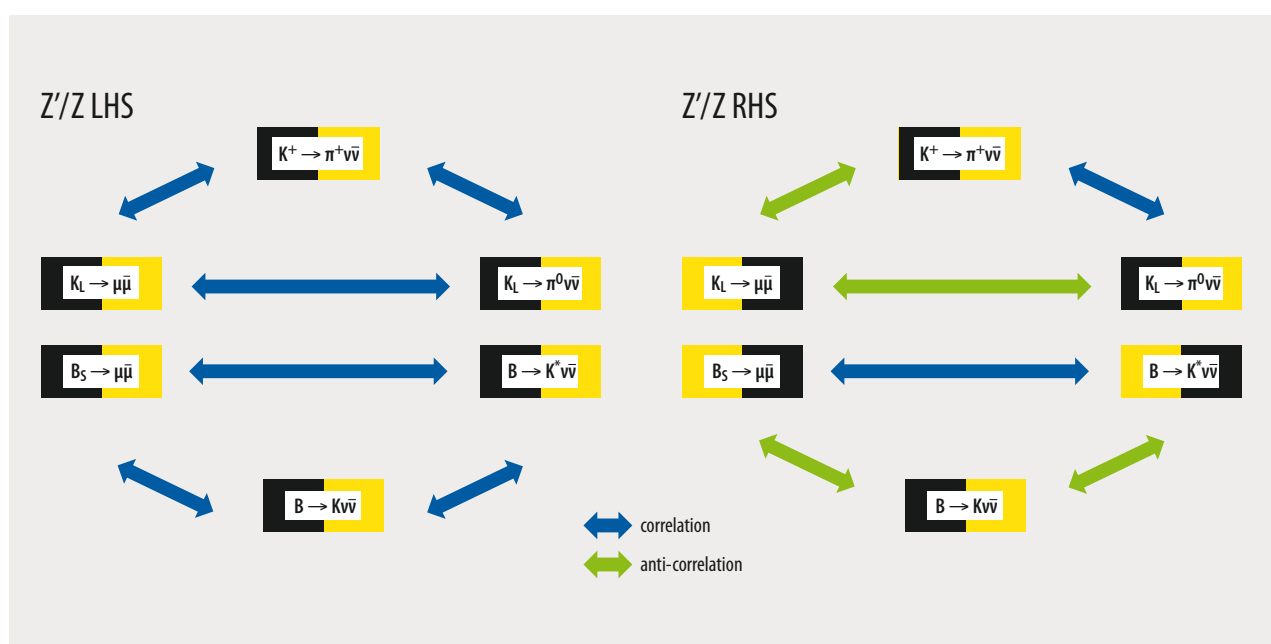 Z′/Z LHS
K⁺ → π⁺νν̄
K_L → μμ̄
K_L → π⁰νν̄
B_S → μμ̄
B → K*νν̄
B → Kνν̄
Z′/Z RHS
K⁺ → π⁺νν̄
K_L → μμ̄
K_L → π⁰νν̄
B_S → μμ̄
B → K*νν̄
B → Kνν̄
correlation
anti-correlation